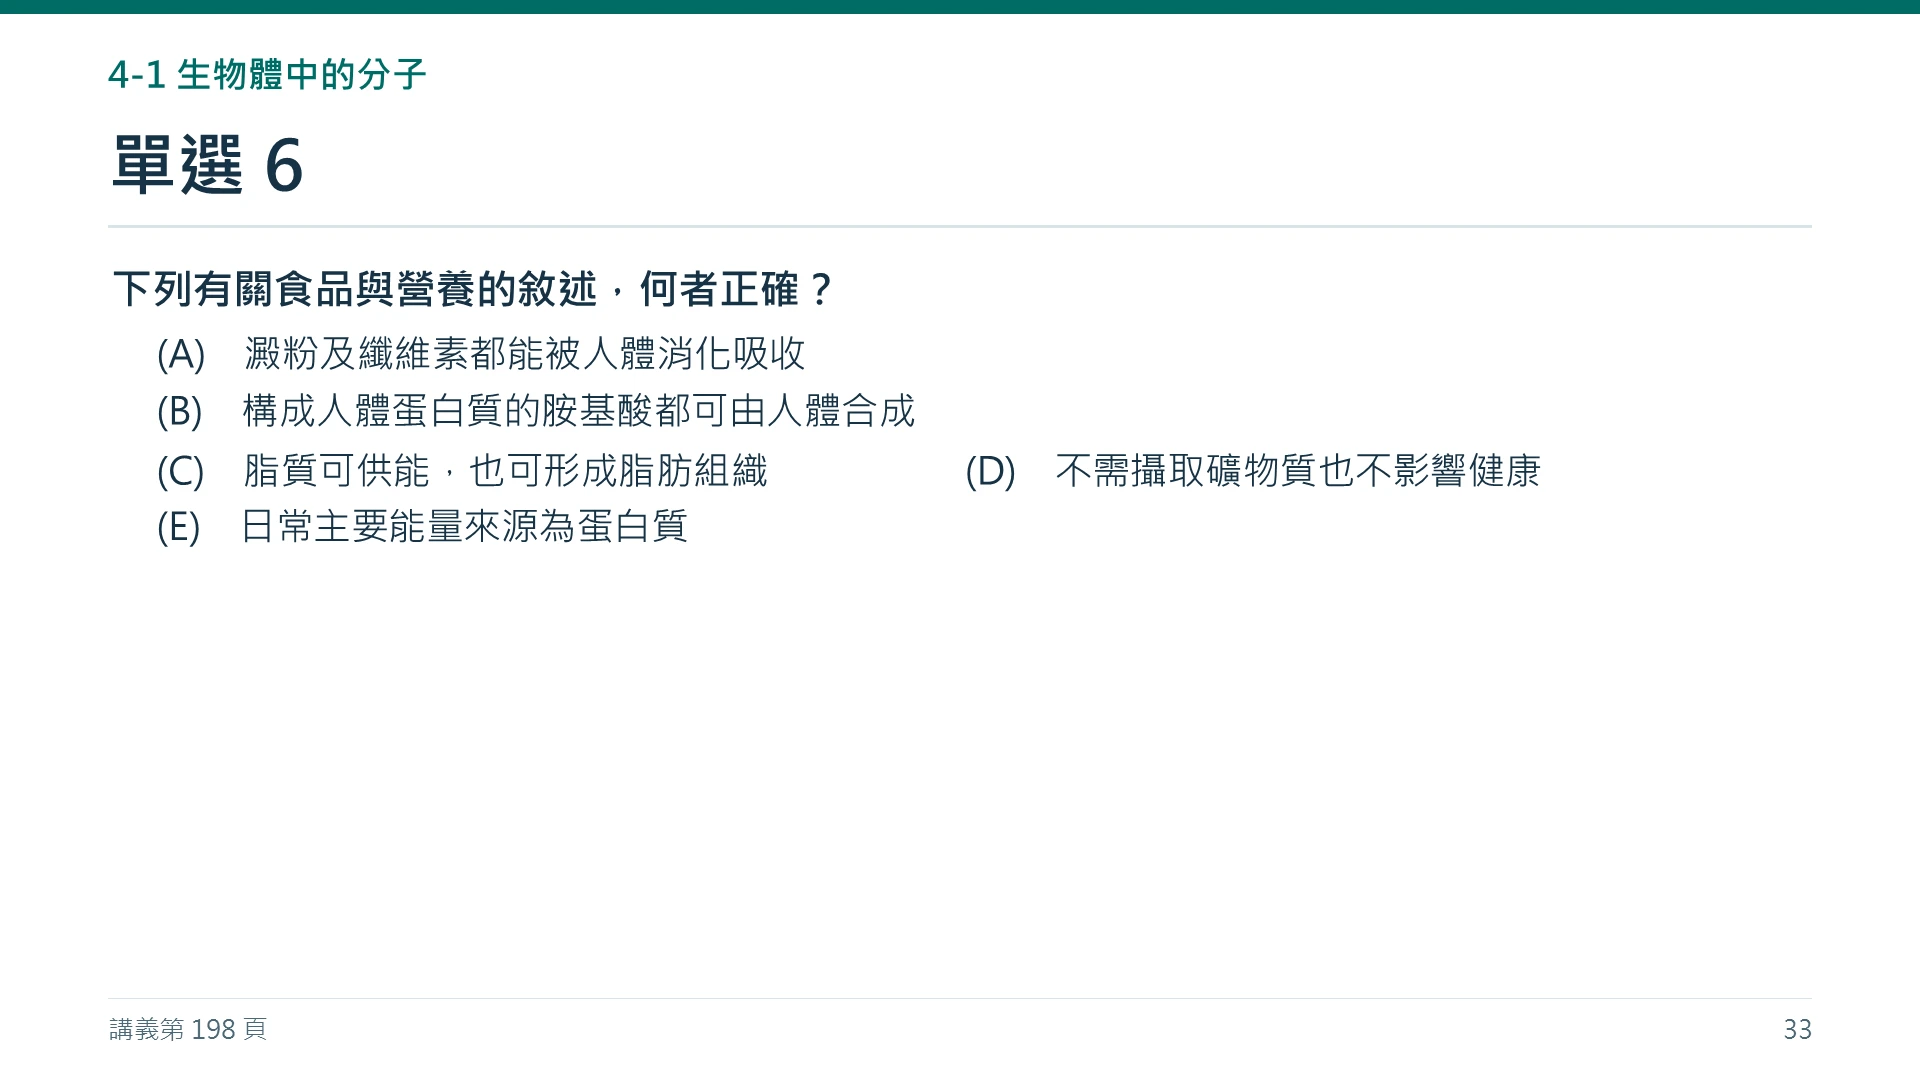 4-1 生物體中的分子
單選 6
下列有關食品與營養的敘述，何者正確？
(A) 澱粉及纖維素都能被人體消化吸收
(B) 構成人體蛋白質的胺基酸都可由人體合成
(C) 脂質可供能，也可形成脂肪組織 (D) 不需攝取礦物質也不影響健康
(E) 日常主要能量來源為蛋白質
講義第 198 頁 33